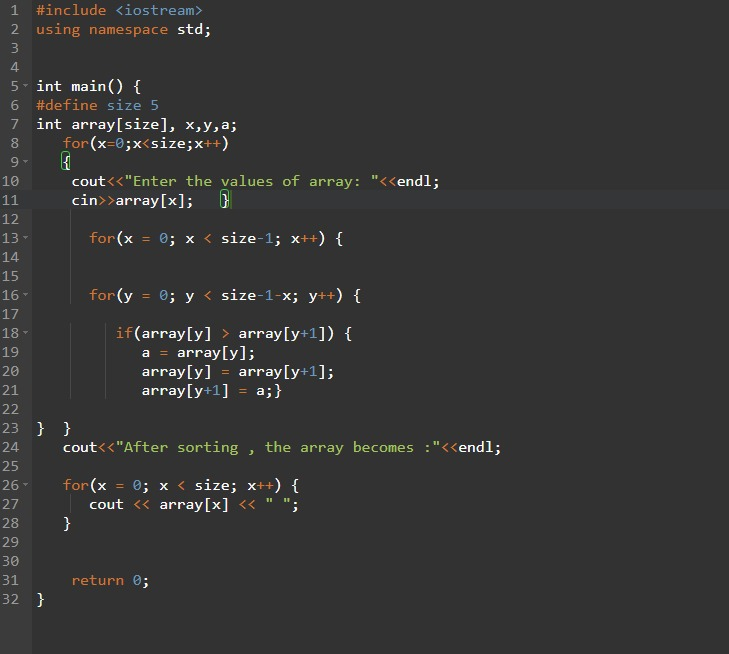 1 #include <iostream>
2 using namespace std;
3
4
5 int main() {
6 #define size 5
7 int array[size], x,y,a;
8 for(x=0;x<size;x++)
9 {
10 cout<<"Enter the values of array: "<<endl;
11 cin>>array[x]; }
12
13 for(x = 0; x < size-1; x++) {
14
15
16 for(y = 0; y < size-1-x; y++) {
17
18 if(array[y] > array[y+1]) {
19 a = array[y];
20 array[y] = array[y+1];
21 array[y+1] = a;}
22
23 } }
24 cout<<"After sorting , the array becomes :"<<endl;
25
26 for(x = 0; x < size; x++) {
27 cout << array[x] << " ";
28 }
29
30
31 return 0;
32 }